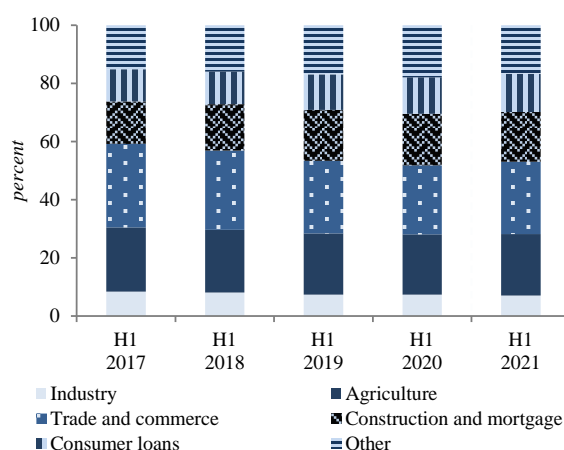 100
80
60
40
20
0
percent
H1 H1 H1 H1 H1
2017 2018 2019 2020 2021
Industry Agriculture
Trade and commerce Construction and mortgage
Consumer loans Other